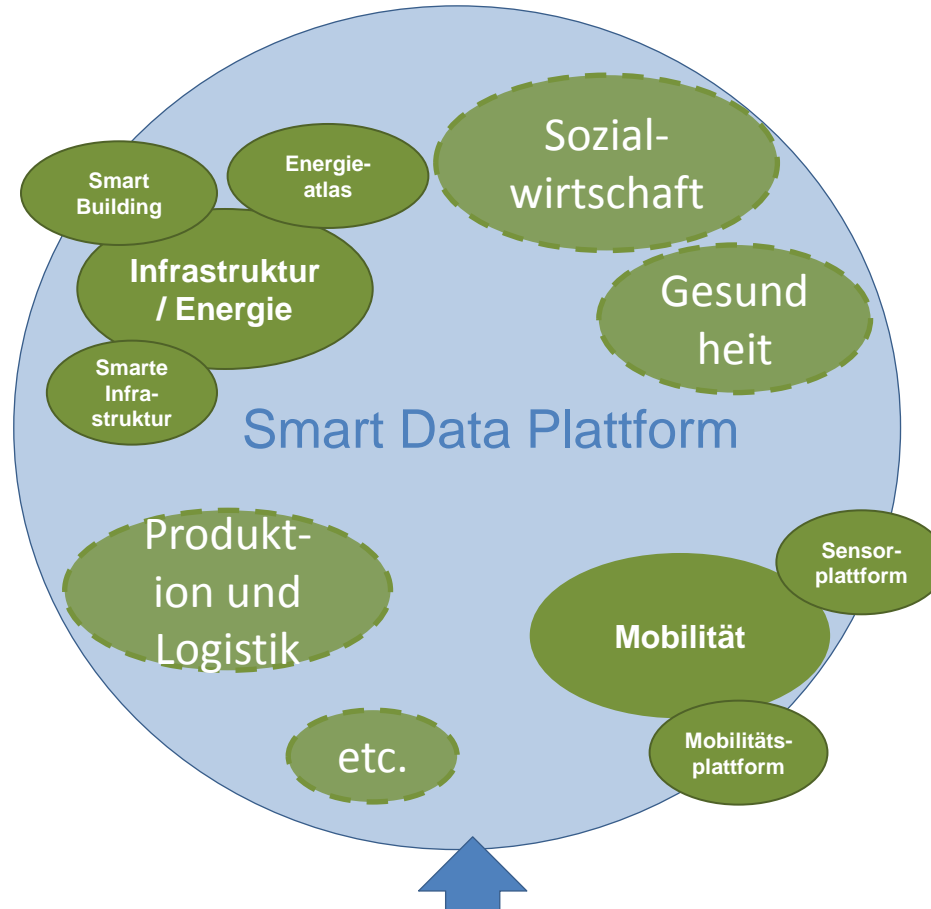 Sozial-
wirtschaft
Energie-
atlas
Smart
Building
Infrastruktur
/ Energie
Gesund
heit
Smarte
Infra-
struktur
Smart Data Plattform
Produkt-
ion und
Logistik
Sensor-
plattform
Mobilität
Mobilitäts-
plattform
etc.